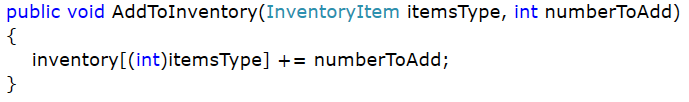 public void AddToInventory(InventoryItem itemsType, int numberToAdd)
{
inventory[(int)itemsType] += numberToAdd;
}